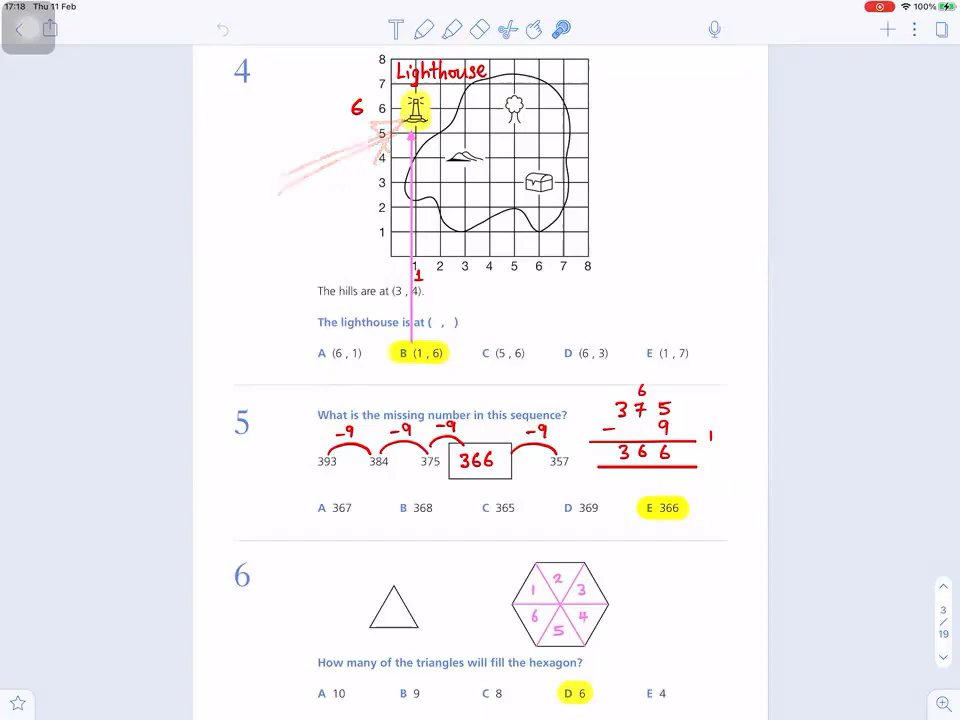 17:18 Thu 11 Feb
100%
4
8
Lighthouse
7
6 6
5
4
3
2
1
1 2 3 4 5 6 7 8
1
The hills are at (3 , 4).
The lighthouse is at ( , )
A (6 , 1) B (1 , 6) C (5 , 6) D (6 , 3) E (1 , 7)
5
What is the missing number in this sequence?
-9 -9 -9 -9
393 384 375 366 357
6
3 7 5
- 9
1
3 6 6
A 367 B 368 C 365 D 369 E 366
6
1 2 3
6 5 4
How many of the triangles will fill the hexagon?
A 10 B 9 C 8 D 6 E 4
3
/
19